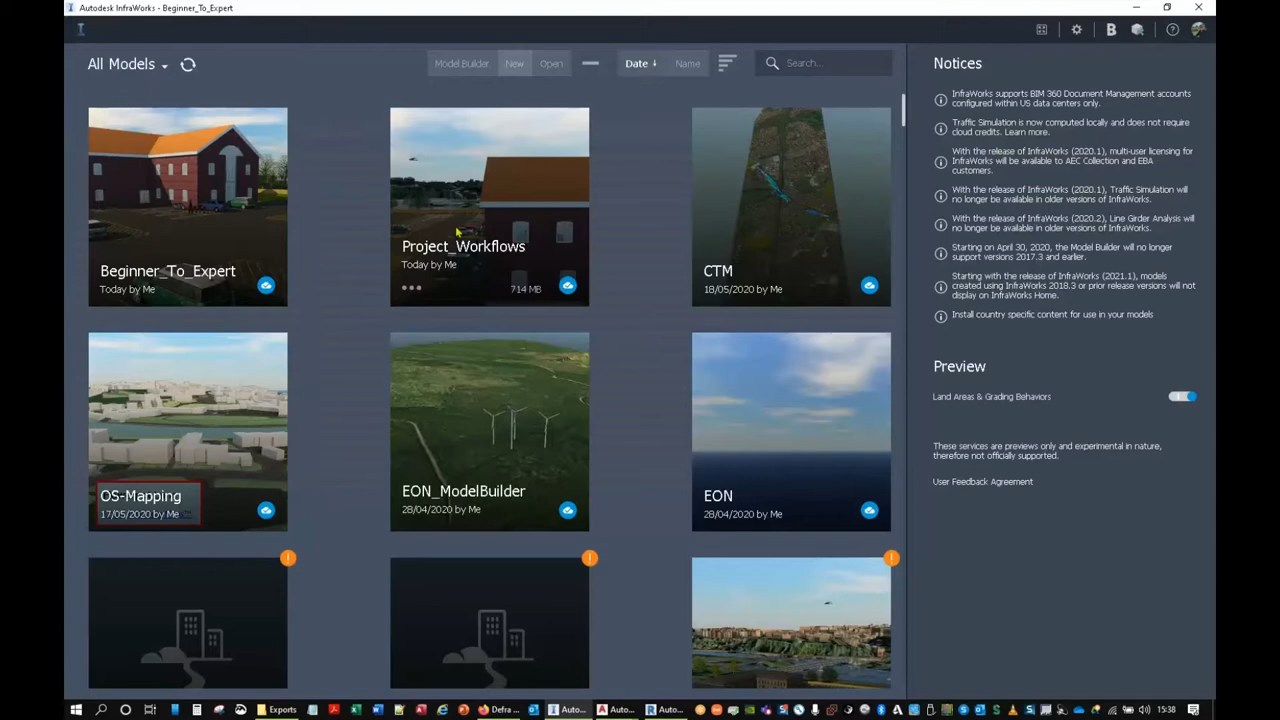 Autodesk InfraWorks - Beginner_To_Expert
All Models
Model Builder New Open
Date ↓ Name
Search...
Beginner_To_Expert
Today by Me
Project_Workflows
Today by Me
714 MB
CTM
18/05/2020 by Me
OS-Mapping
17/05/2020 by Me
EON_ModelBuilder
28/04/2020 by Me
EON
28/04/2020 by Me
Notices
InfraWorks supports BIM 360 Document Management accounts
configured within US data centers only.
Traffic Simulation is now computed locally and does not require
cloud credits. Learn more.
With the release of InfraWorks (2020.1), multi-user licensing for
InfraWorks will be available to AEC Collection and EBA
customers.
With the release of InfraWorks (2020.1), Traffic Simulation will
no longer be available in older versions of InfraWorks.
With the release of InfraWorks (2020.2), Line Girder Analysis will
no longer be available in older versions of InfraWorks.
Starting on April 30, 2020, the Model Builder will no longer
support versions 2017.3 and earlier.
Starting with the release of InfraWorks (2021.1), models
created using InfraWorks 2018.3 or prior release versions will not
display on InfraWorks Home.
Install country specific content for use in your models
Preview
Land Areas & Grading Behaviors
These services are previews only and experimental in nature,
therefore not officially supported.
User Feedback Agreement
Exports
Defra ...
Auto...
Auto...
Auto...
15:38